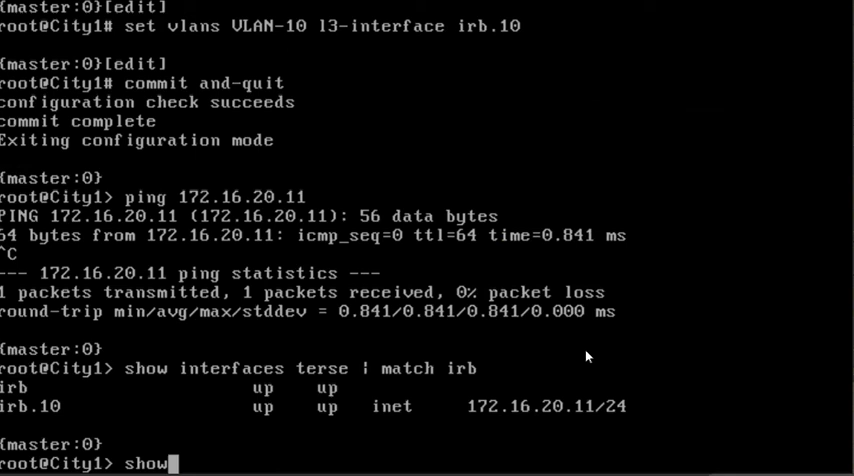 {master:0}[edit]
root@City1# set vlans VLAN-10 l3-interface irb.10
{master:0}[edit]
root@City1# commit and-quit
configuration check succeeds
commit complete
Exiting configuration mode
{master:0}
root@City1> ping 172.16.20.11
PING 172.16.20.11 (172.16.20.11): 56 data bytes
64 bytes from 172.16.20.11: icmp_seq=0 ttl=64 time=0.841 ms
^C
--- 172.16.20.11 ping statistics ---
1 packets transmitted, 1 packets received, 0% packet loss
round-trip min/avg/max/stddev = 0.841/0.841/0.841/0.000 ms
{master:0}
root@City1> show interfaces terse | match irb
irb                     up    up
irb.10                  up    up   inet     172.16.20.11/24
{master:0}
root@City1> show